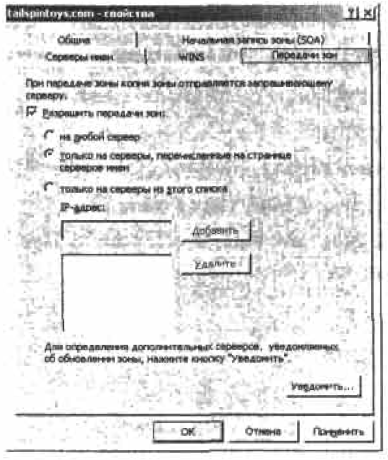 tailspintoys.com - свойства
? ×
Общие
Начальная запись зоны (SOA)
Серверы имен
WINS
Передачи зон
При передаче зоны копия зоны отправляется запрашивающему
серверу.
Разрешить передачи зон:
на любой сервер
только на серверы, перечисленные на странице
серверов имен
только на серверы из этого списка
IP-адрес:
Добавить
Удалить
Для определения дополнительных серверов, уведомляемых
об обновлении зоны, нажмите кнопку "Уведомить".
Уведомить...
OK
Отмена
Применить